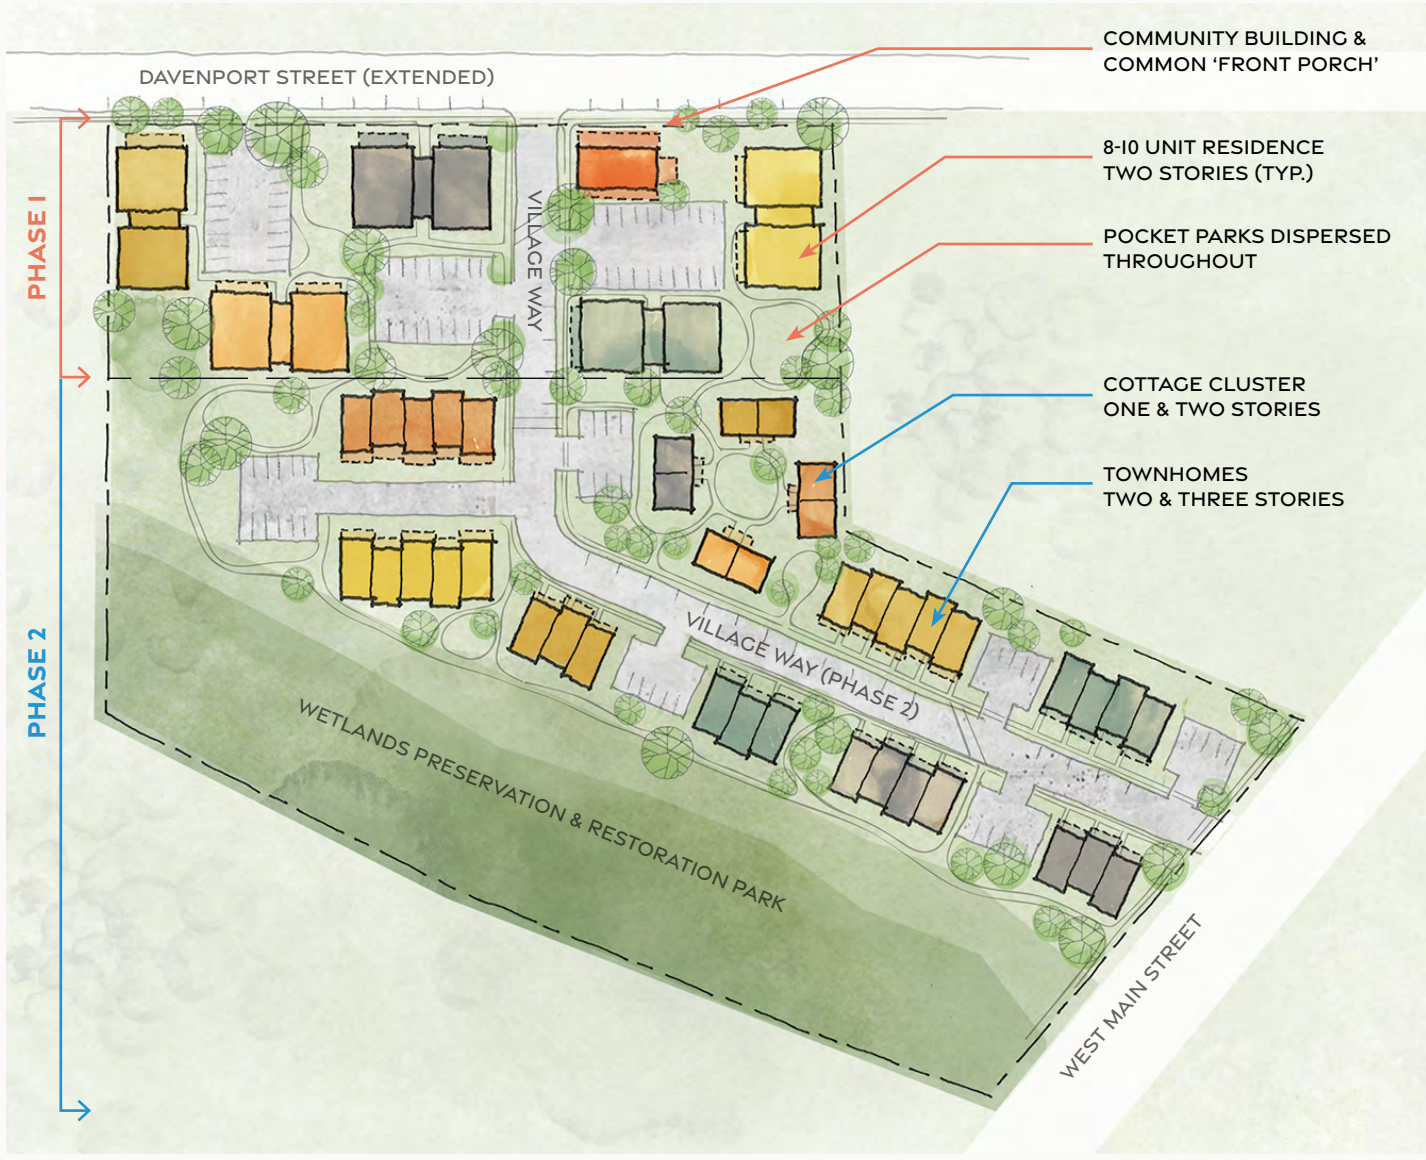 COMMUNITY BUILDING &
COMMON ‘FRONT PORCH’
DAVENPORT STREET (EXTENDED)
8-10 UNIT RESIDENCE
TWO STORIES (TYP.)
PHASE 1
VILLAGE WAY
POCKET PARKS DISPERSED
THROUGHOUT
COTTAGE CLUSTER
ONE & TWO STORIES
TOWNHOMES
TWO & THREE STORIES
PHASE 2
VILLAGE WAY (PHASE 2)
WETLANDS PRESERVATION & RESTORATION PARK
WEST MAIN STREET